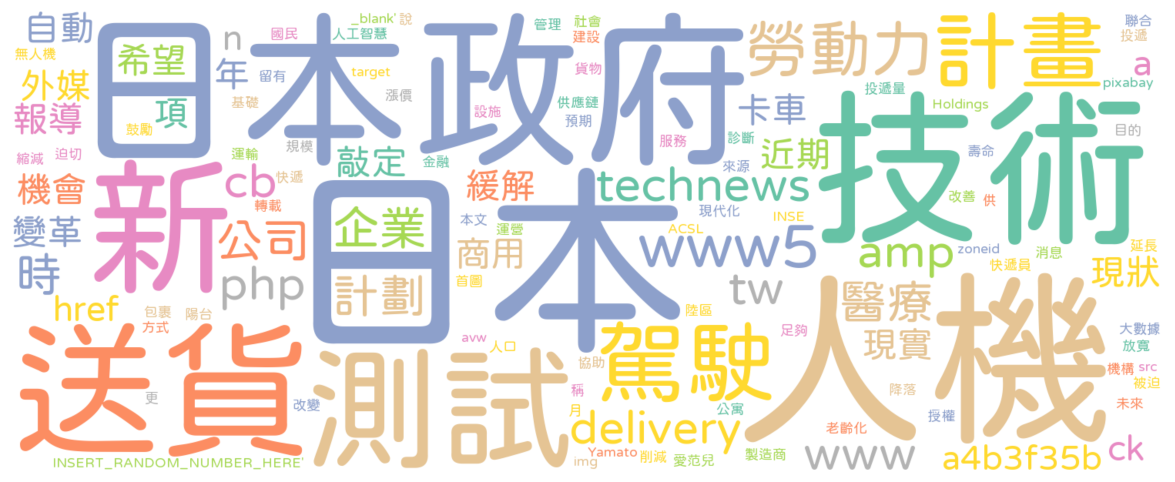 日本政府
日本
技術
人機
送貨
測試
新
駕駛
計畫
勞動力
technews
www5
delivery
自動
無人機
外媒
報導
鼓勵
縮減
迫切
機會
變革
時
href
希望
項
n
年
國民
留有
基礎
規模
運輸
快遞
轉載
cb
公司
php
_blank'
說
人工智慧
target
漲價
敲定
金融
緩解
企業
計劃
本文
運營
商用
首圖
管理
社會
建設
貨物
設施
供應鏈
預期
服務
卡車
診斷
近期
來源
投遞量
Holdings
壽命
改善
供
聯合
投遞
a
pixabay
目的
現代化
INSE
ACSL
amp
zoneid
消息
快遞員
延長
現狀
tw
陸區
醫療
現實
足夠
大數據
放寬
機構
src
被迫
未來
ck
a4b3f35b
授權
降落
老齡化
www
公寓
製造商
愛范兒
削減
Yamato
img
月
稱
協助
人口
avw
包裹
陽台
方式
更
改變
INSERT_RANDOM_NUMBER_HERE'